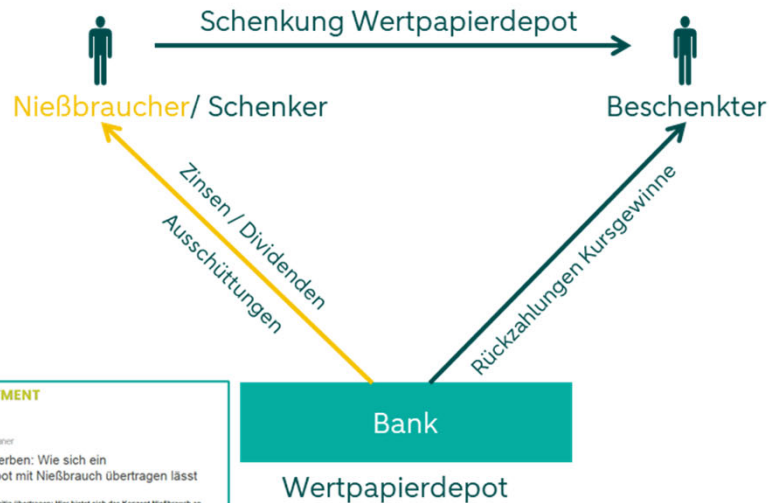 Schenkung Wertpapierdepot
Nießbraucher/ Schenker
Beschenkter
Zinsen / Dividenden
Ausschüttungen
Rückzahlungen Kursgewinne
MENT
erben: Wie sich ein
ot mit Nießbrauch übertragen lässt
Bank
Wertpapierdepot